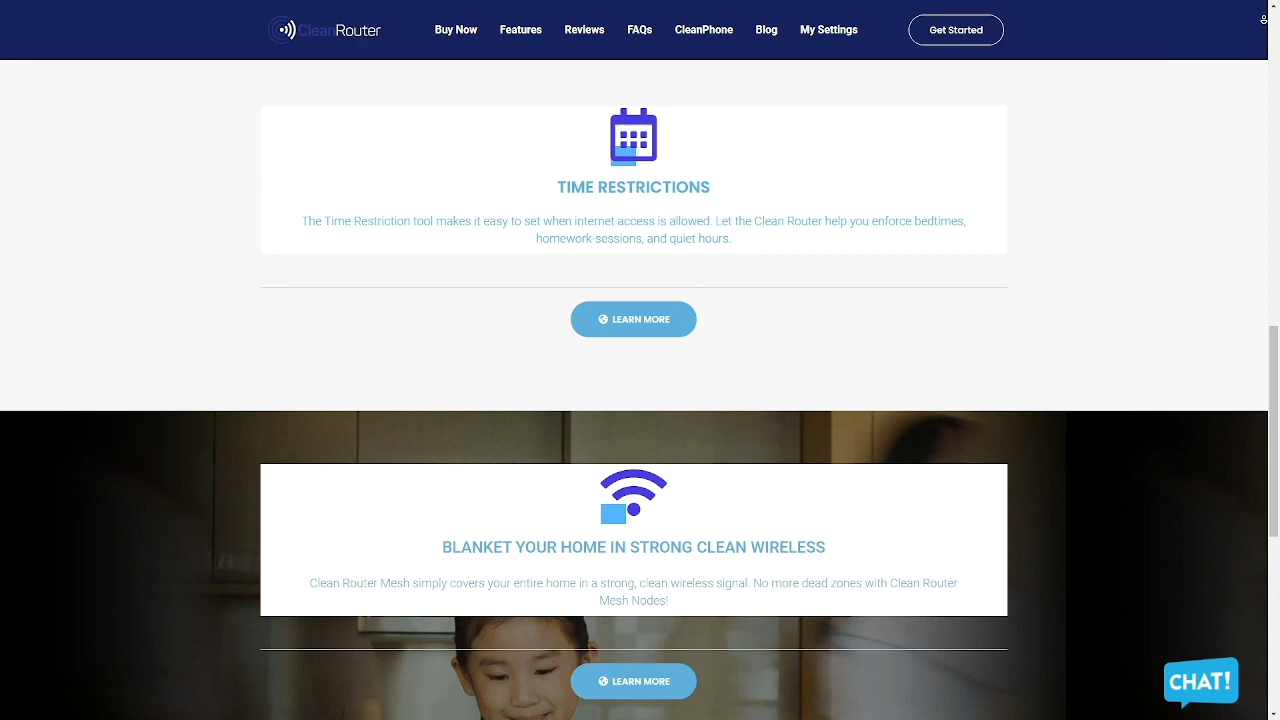 CleanRouter
Buy Now
Features
Reviews
FAQs
CleanPhone
Blog
My Settings
Get Started
TIME RESTRICTIONS
The Time Restriction tool makes it easy to set when internet access is allowed. Let the Clean Router help you enforce bedtimes,
homework-sessions, and quiet hours.
LEARN MORE
BLANKET YOUR HOME IN STRONG CLEAN WIRELESS
Clean Router Mesh simply covers your entire home in a strong, clean wireless signal. No more dead zones with Clean Router
Mesh Nodes!
LEARN MORE
CHAT!